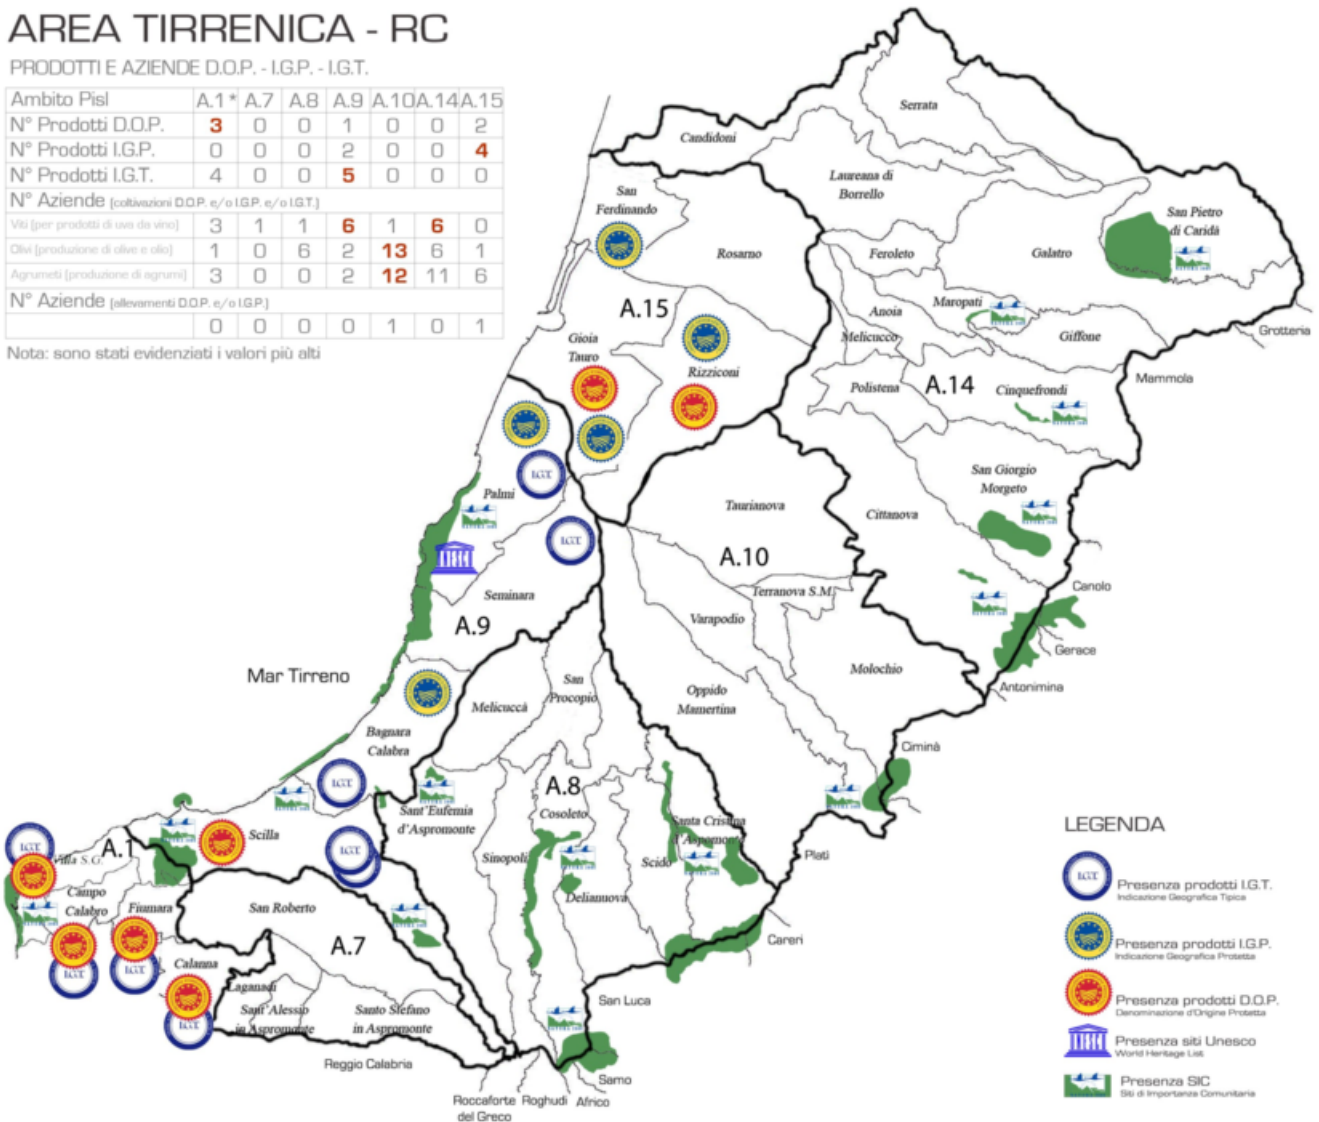 AREA TIRRENICA - RC
PRODOTTI E AZIENDE D.O.P. - I.G.P. - I.G.T.
Ambito Pisl A.1* A.7 A.8 A.9 A.10 A.14 A.15
N° Prodotti D.O.P. 3 0 0 1 0 0 2
N° Prodotti I.G.P. 0 0 0 2 0 0 4
N° Prodotti I.G.T. 4 0 0 5 0 0 0
N° Aziende (coltivazioni D.O.P. e/o I.G.P. e/o I.G.T.)
Viti (per prodotti di uva da vino) 3 1 1 6 1 6 0
Olivi (produzione di olive e olio) 1 0 6 2 13 6 1
Agrumeti (produzione di agrumi) 3 0 0 2 12 11 6
N° Aziende (allevamenti D.O.P. e/o I.G.P.)
0 0 0 0 1 0 1
Nota: sono stati evidenziati i valori più alti
Serrata
Candidoni
Laureana di
Borrello
San
Ferdinando
San Pietro
di Caridà
Rosarno
Feroleto
Galatro
A.15
Maropati
Anoia
Giffone
Grotteria
Melicucco
Gioia
Tauro
Rizziconi
Mammola
Polistena
A.14
Cinquefrondi
San Giorgio
Morgeto
I.G.T.
Palmi
Taurianova
Cittanova
I.G.T.
UNESCO
A.10
Canolo
Seminara
Terranova S.M.
Varapodio
A.9
Gerace
Mar Tirreno
Molochio
San
Procopio
Antonimina
Oppido
Mamertina
Melicuccà
Bagnara
Calabra
Ciminà
I.G.T.
A.8
Cosoleto
Sant'Eufemia
d'Aspromonte
Santa Cristina
d'Aspomonte
Scilla
I.G.T.
I.G.T.
A.1
Villa S.G.
Sinopoli
Scido
Platì
Campo
Calabro
Fiumara
Delianuova
San Roberto
A.7
Careri
I.G.T.
I.G.T.
Calanna
Laganadi
San Luca
I.G.T.
Sant'Alessio
in Aspromonte
Santo Stefano
in Aspromonte
Reggio Calabria
Samo
Roccaforte
del Greco
Roghudi
Africo
LEGENDA
I.G.T.
Presenza prodotti I.G.T.
Indicazione Geografica Tipica
Presenza prodotti I.G.P.
Indicazione Geografica Protetta
Presenza prodotti D.O.P.
Denominazione d'Origine Protetta
UNESCO
Presenza siti Unesco
World Heritage List
Presenza SIC
Siti di Importanza Comunitaria